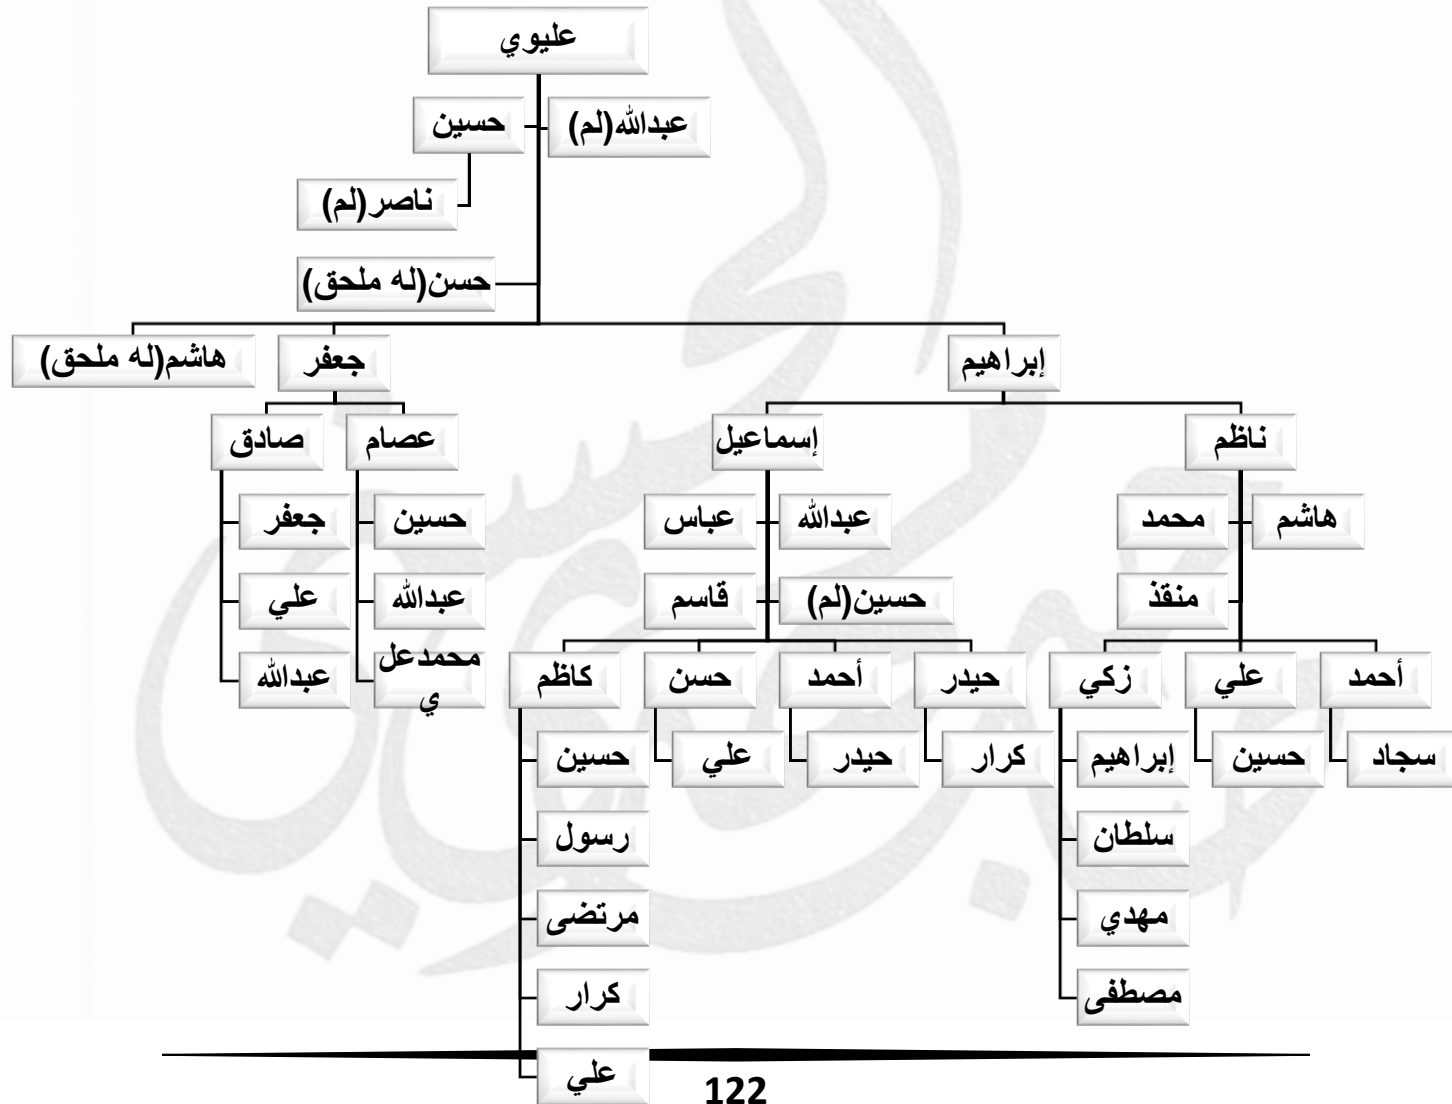 عليوي
عبدالله(لم)
حسين
ناصر(لم)
حسن(له ملحق)
إبراهيم
جعفر
هاشم(له ملحق)
ناظم
إسماعيل
عصام
صادق
هاشم
محمد
عبدالله
عباس
حسين
جعفر
منقذ
حسين(لم)
قاسم
عبدالله
علي
أحمد
علي
زكي
حيدر
أحمد
حسن
كاظم
محمدعل
ي
عبدالله
سجاد
حسين
إبراهيم
كرار
حيدر
علي
حسين
سلطان
رسول
مهدي
مرتضى
مصطفى
كرار
علي
122